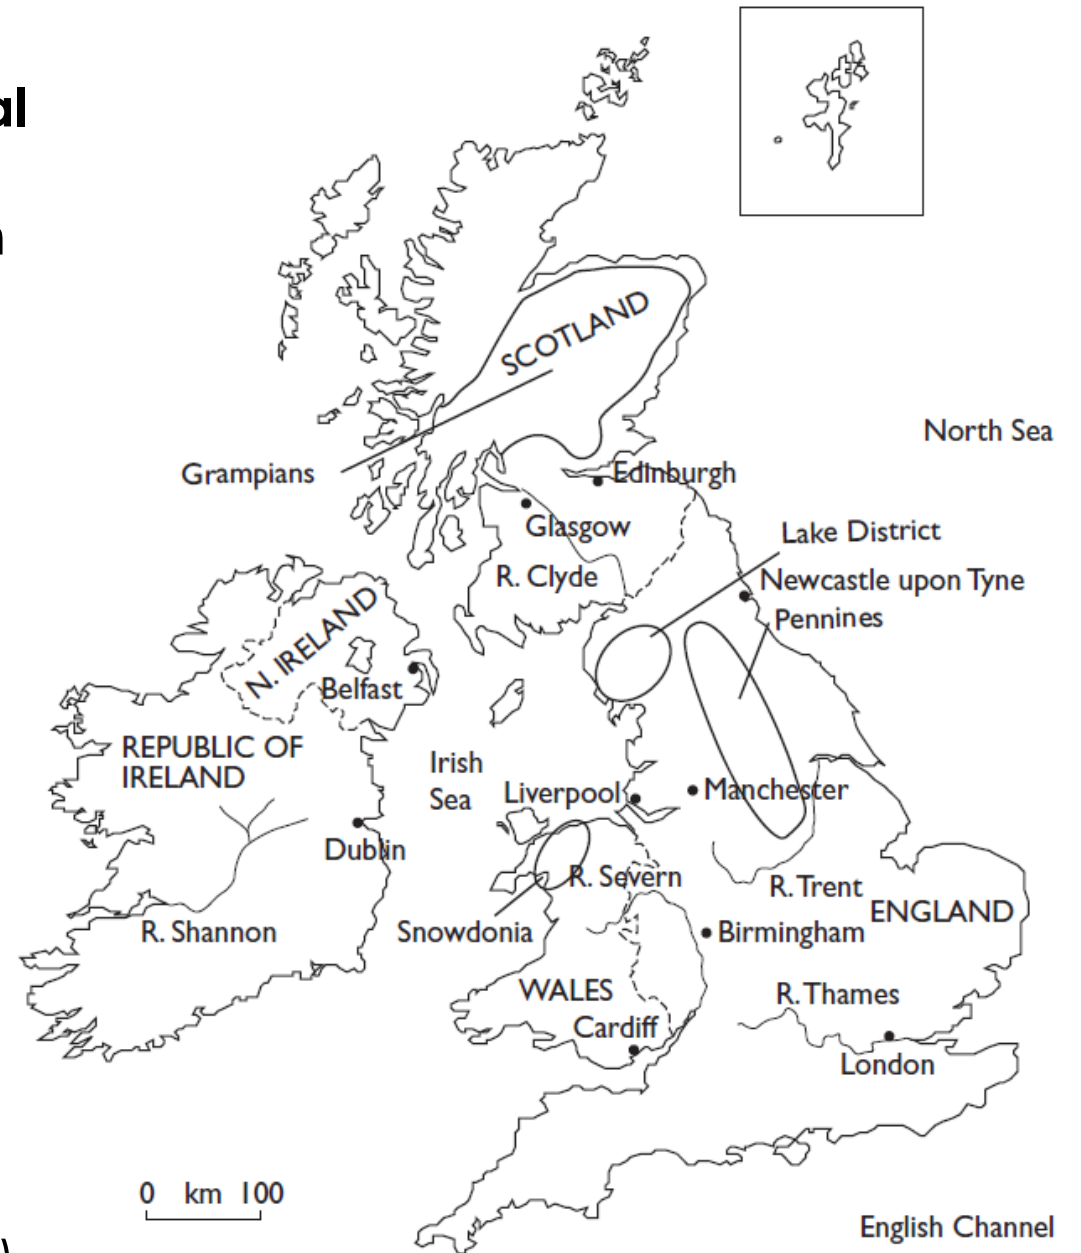 al
n
SCOTLAND
North Sea
Grampians
Edinburgh
Glasgow
Lake District
R. Clyde
Newcastle upon Tyne
Pennines
N. IRELAND
Belfast
REPUBLIC OF
IRELAND
Irish
Sea
Liverpool
Manchester
Dublin
R. Severn
R. Trent
ENGLAND
R. Shannon
Snowdonia
Birmingham
WALES
R. Thames
Cardiff
London
0 km 100
English Channel
)